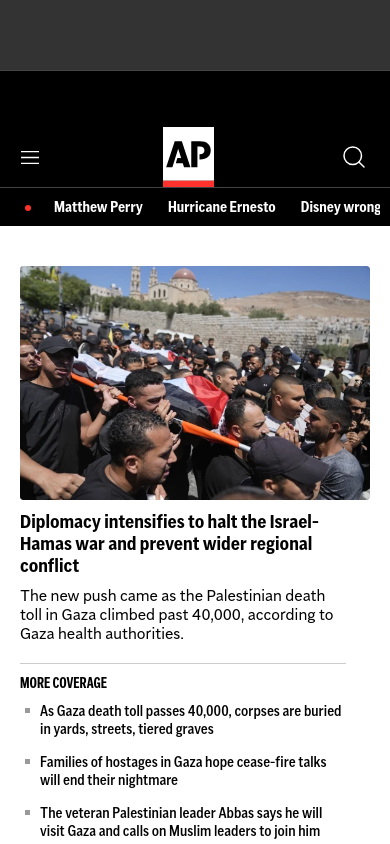 AP
Matthew Perry Hurricane Ernesto Disney wrong
Diplomacy intensifies to halt the Israel-
Hamas war and prevent wider regional
conflict
The new push came as the Palestinian death
toll in Gaza climbed past 40,000, according to
Gaza health authorities.
MORE COVERAGE
As Gaza death toll passes 40,000, corpses are buried
in yards, streets, tiered graves
Families of hostages in Gaza hope cease-fire talks
will end their nightmare
The veteran Palestinian leader Abbas says he will
visit Gaza and calls on Muslim leaders to join him